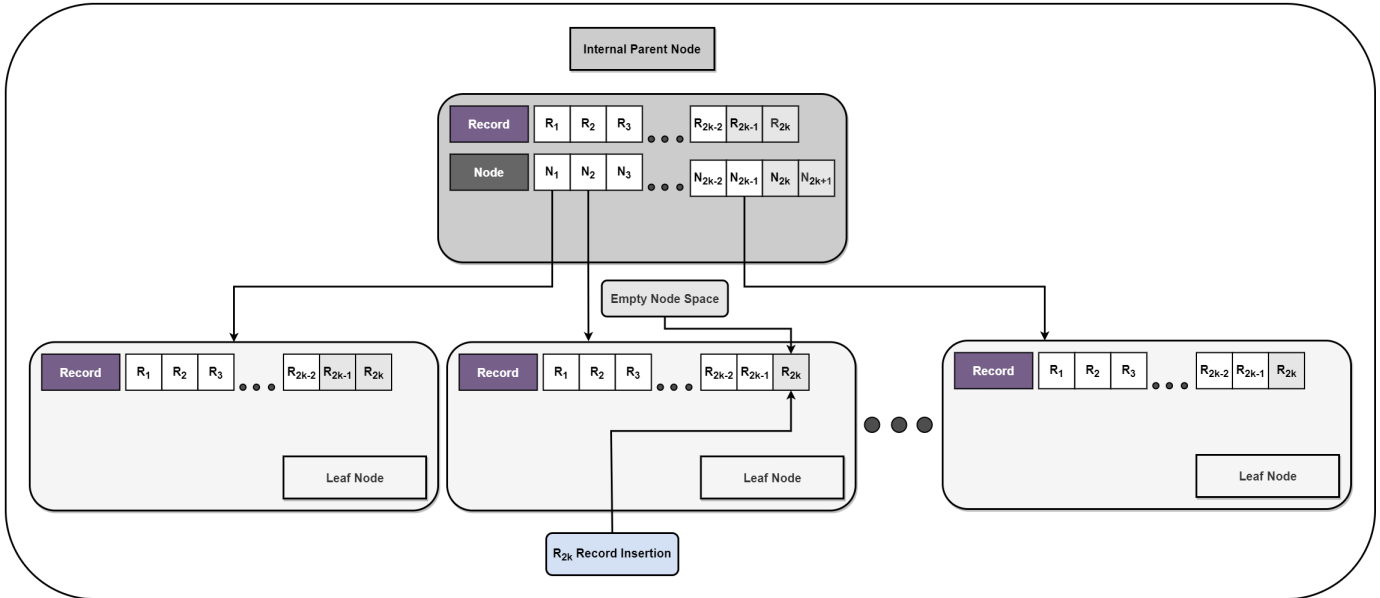 Internal Parent Node
Record R₁ R₂ R₃ R₂ₖ₋₂ R₂ₖ₋₁ R₂ₖ
Node N₁ N₂ N₃ N₂ₖ₋₂ N₂ₖ₋₁ N₂ₖ N₂ₖ₊₁
Empty Node Space
Record R₁ R₂ R₃ R₂ₖ₋₂ R₂ₖ₋₁ R₂ₖ
Leaf Node
Record R₁ R₂ R₃ R₂ₖ₋₂ R₂ₖ₋₁ R₂ₖ
Leaf Node
Record R₁ R₂ R₃ R₂ₖ₋₂ R₂ₖ₋₁ R₂ₖ
Leaf Node
R₂ₖ Record Insertion